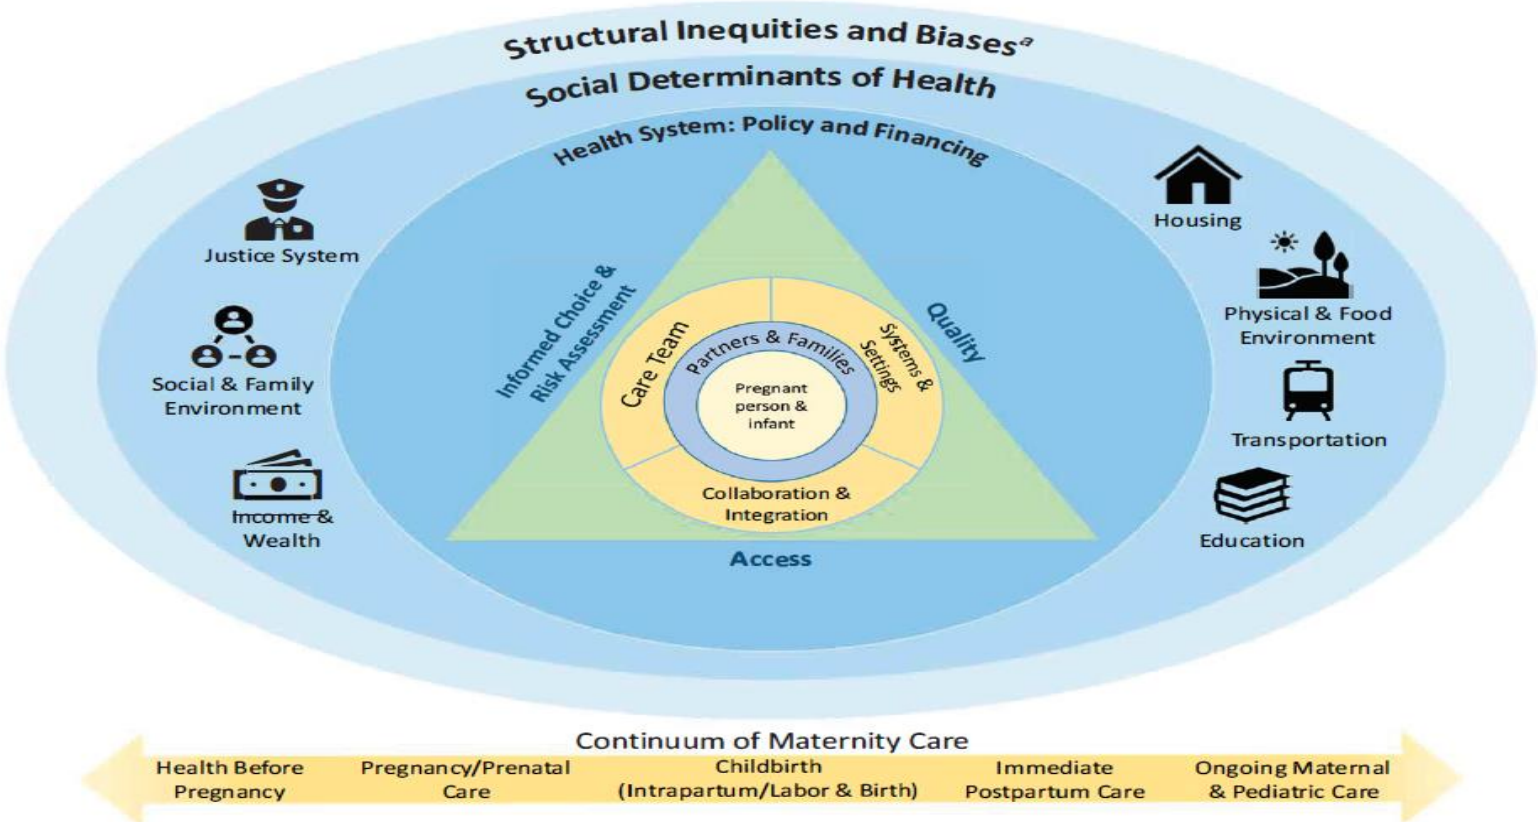 Structural Inequities and Biasesᵃ
Social Determinants of Health
Health System: Policy and Financing
Justice System
Social & Family
Environment
Income &
Wealth
Informed Choice &
Risk Assessment
Quality
Access
Care Team
Systems &
Settings
Collaboration &
Integration
Partners & Families
Pregnant
person &
infant
Housing
Physical & Food
Environment
Transportation
Education
Continuum of Maternity Care
Health Before
Pregnancy
Pregnancy/Prenatal
Care
Childbirth
(Intrapartum/Labor & Birth)
Immediate
Postpartum Care
Ongoing Maternal
& Pediatric Care